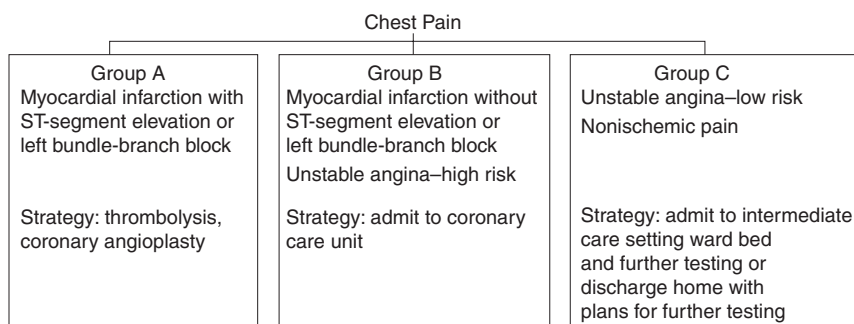 Chest Pain
Group A
Myocardial infarction with
ST-segment elevation or
left bundle-branch block
Strategy: thrombolysis,
coronary angioplasty
Group B
Myocardial infarction without
ST-segment elevation or
left bundle-branch block
Unstable angina–high risk
Strategy: admit to coronary
care unit
Group C
Unstable angina–low risk
Nonischemic pain
Strategy: admit to intermediate
care setting ward bed
and further testing or
discharge home with
plans for further testing